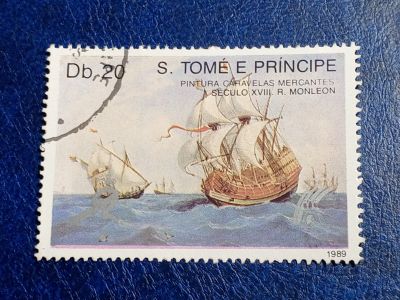 Db.20 S. TOMÉ E PRÍNCIPE
PINTURA CARAVELAS MERCANTES
SÉCULO XVIII. R. MONLEON
1989